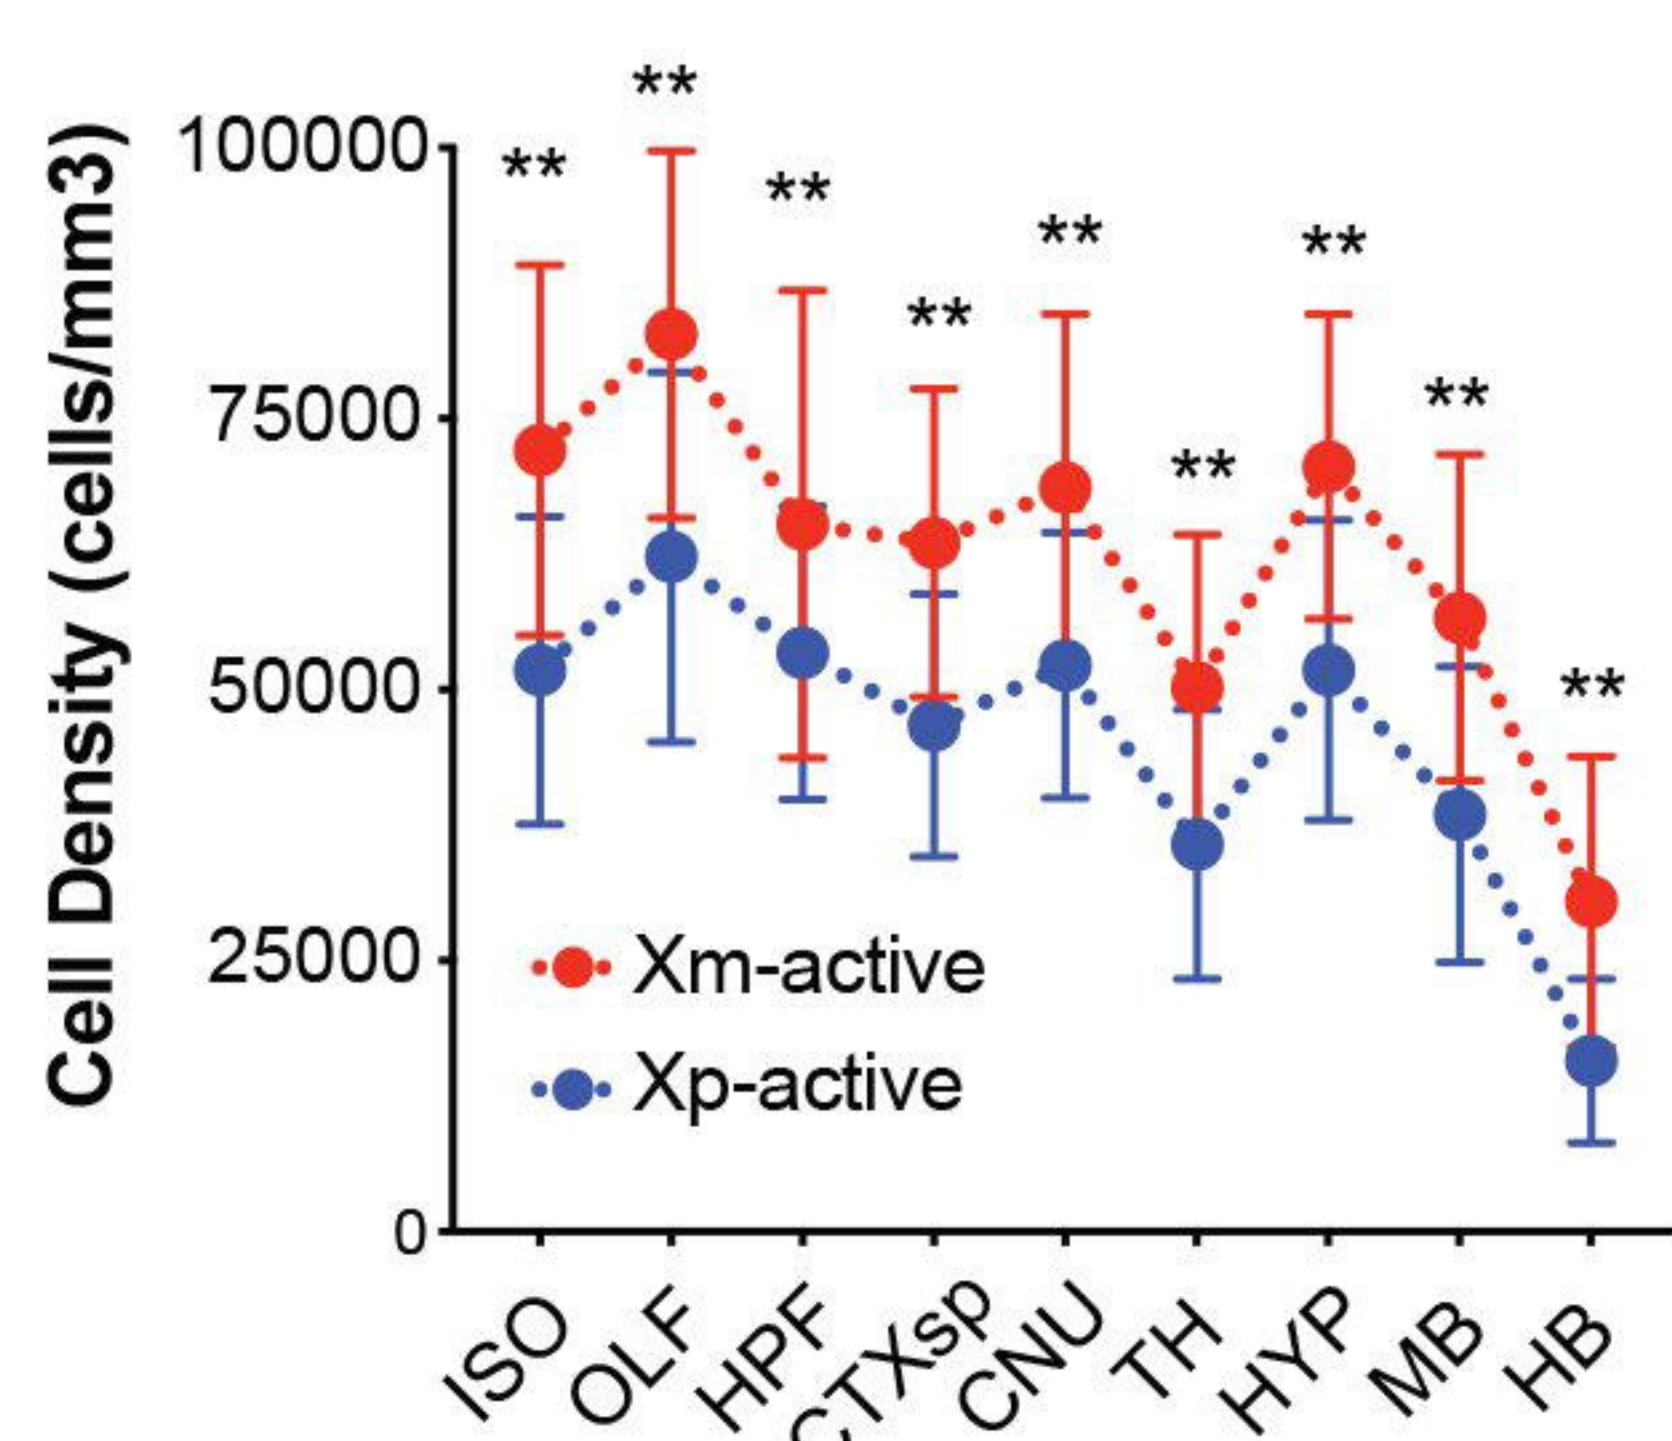 Cell Density (cells/mm3)
100000
75000
50000
25000
0
**
**
**
**
**
**
**
**
**
Xm-active
Xp-active
ISO
OLF
HPF
CTXsp
CNU
TH
HYP
MB
HB